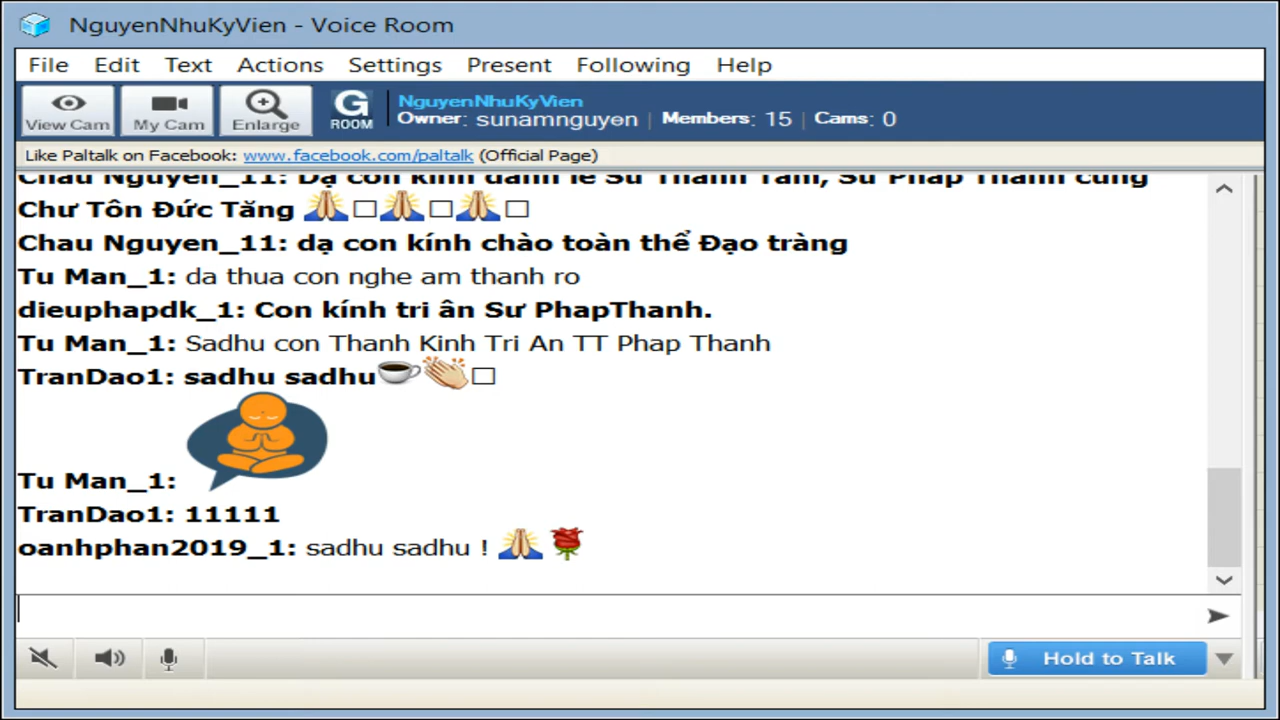 NguyenNhuKyVien - Voice Room
File Edit Text Actions Settings Present Following Help
View Cam My Cam Enlarge G ROOM NguyenNhuKyVien
Owner: sunamnguyen | Members: 15 | Cams: 0
Like Paltalk on Facebook: www.facebook.com/paltalk (Official Page)
Chau Nguyen_11: Dạ con kính đảnh lễ Sư Thanh Tâm, Sư Pháp Thanh cùng
Chư Tôn Đức Tăng 🙏□🙏□🙏□
Chau Nguyen_11: dạ con kính chào toàn thể Đạo tràng
Tu Man_1: da thua con nghe am thanh ro
dieuphapdk_1: Con kính tri ân Sư PhapThanh.
Tu Man_1: Sadhu con Thanh Kinh Tri An TT Phap Thanh
TranDao1: sadhu sadhu☕👏□
Tu Man_1:
TranDao1: 11111
oanhphan2019_1: sadhu sadhu ! 🙏🌹
Hold to Talk